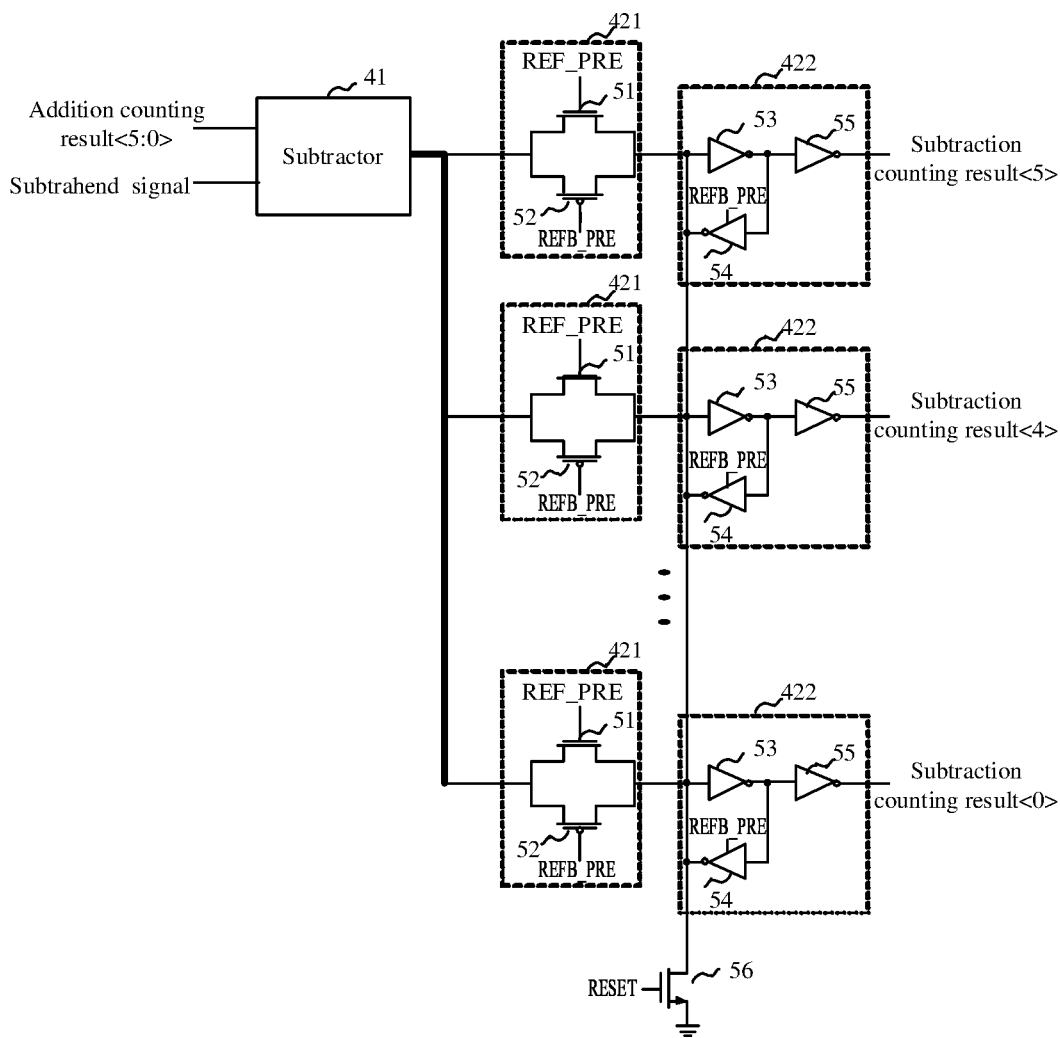 421
REF_PRE
51
52
REFB_PRE
41
Addition counting
result<5:0>
Subtrahend signal
Subtractor
422
53
55
REFB_PRE
54
Subtraction
counting result<5>
421
REF_PRE
51
52
REFB_PRE
422
53
55
REFB_PRE
54
Subtraction
counting result<4>
421
REF_PRE
51
52
REFB_PRE
422
53
55
REFB_PRE
54
Subtraction
counting result<0>
RESET
56